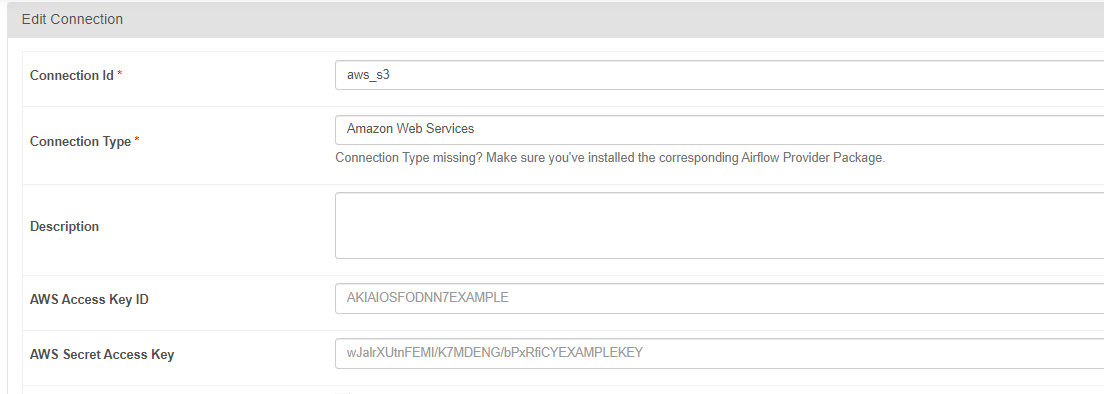 Edit Connection
Connection Id *
aws_s3
Connection Type *
Amazon Web Services
Connection Type missing? Make sure you've installed the corresponding Airflow Provider Package.
Description
AWS Access Key ID
AKIAIOSFODNN7EXAMPLE
AWS Secret Access Key
wJalrXUtnFEMI/K7MDENG/bPxRfiCYEXAMPLEKEY